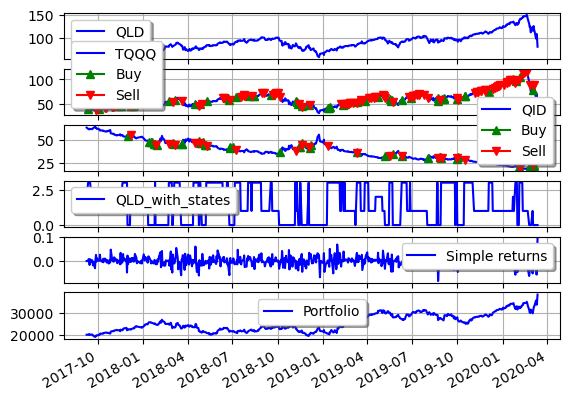 150
100
QLD
TQQQ
Buy
Sell
100
50
QID
Buy
Sell
50
25
2.5
0.0
QLD_with_states
0.1
0.0
Simple returns
30000
20000
Portfolio
2017-10
2018-01
2018-04
2018-07
2018-10
2019-01
2019-04
2019-07
2019-10
2020-01
2020-04